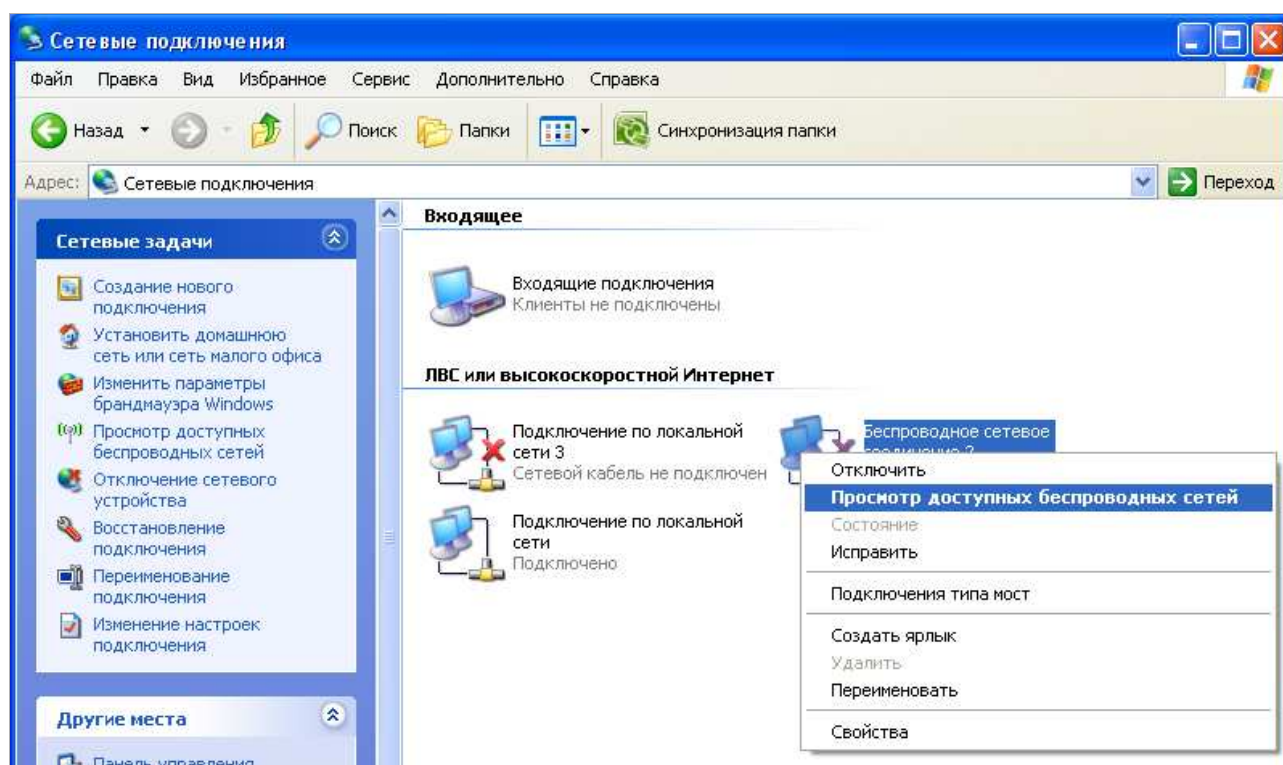 Сетевые подключения
Файл Правка Вид Избранное Сервис Дополнительно Справка
Назад Поиск Папки Синхронизация папки
Адрес: Сетевые подключения Переход
Сетевые задачи
Создание нового
подключения
Установить домашнюю
сеть или сеть малого офиса
Изменить параметры
брандмауэра Windows
Просмотр доступных
беспроводных сетей
Отключение сетевого
устройства
Восстановление
подключения
Переименование
подключения
Изменение настроек
подключения
Другие места
Панель управления
Входящее
Входящие подключения
Клиенты не подключены
ЛВС или высокоскоростной Интернет
Подключение по локальной
сети 3
Сетевой кабель не подключен
Подключение по локальной
сети
Подключено
Беспроводное сетевое
соединение 2
Отключить
Просмотр доступных беспроводных сетей
Состояние
Исправить
Подключения типа мост
Создать ярлык
Удалить
Переименовать
Свойства